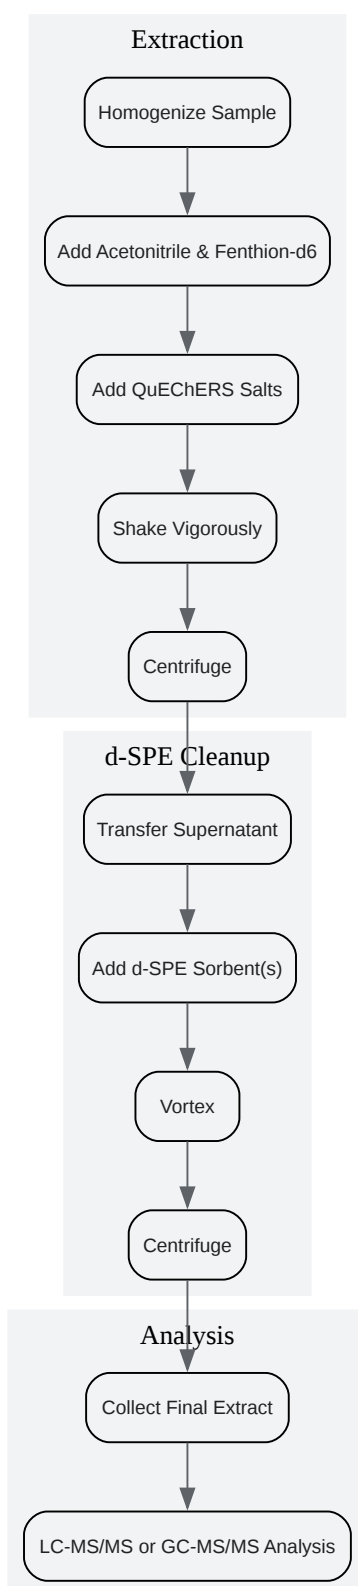 Extraction
Homogenize Sample
Add Acetonitrile & Fenthion-d6
Add QuEChERS Salts
Shake Vigorously
Centrifuge
d-SPE Cleanup
Transfer Supernatant
Add d-SPE Sorbent(s)
Vortex
Centrifuge
Analysis
Collect Final Extract
LC-MS/MS or GC-MS/MS Analysis